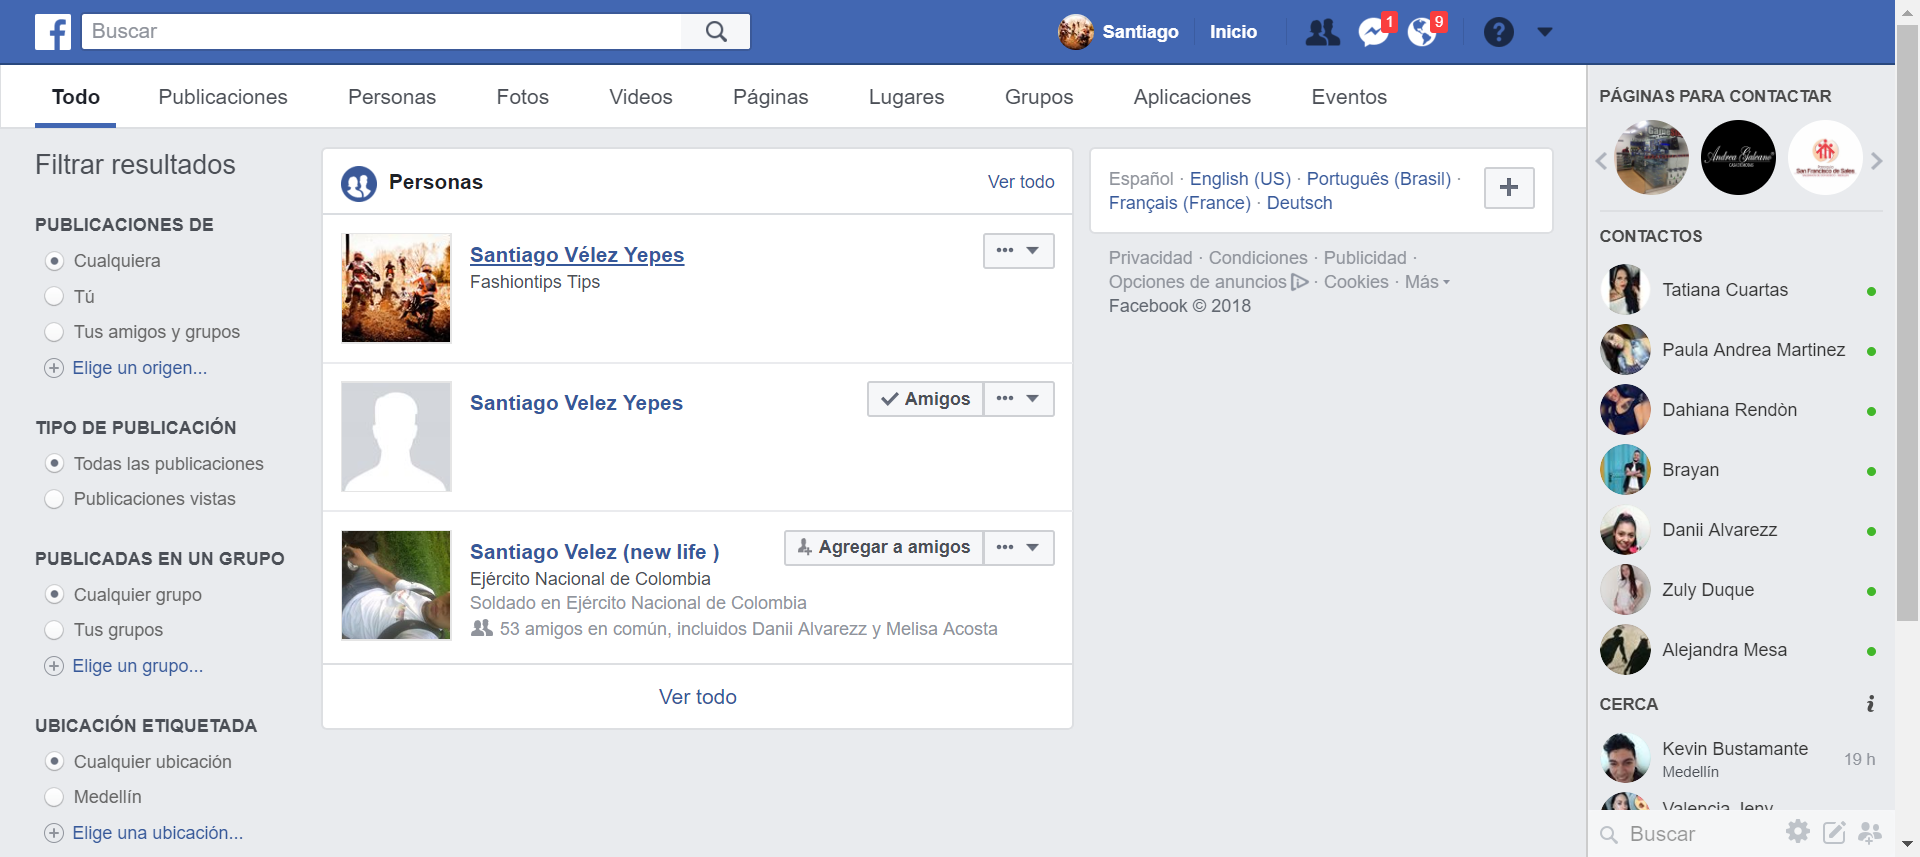 Buscar
Santiago
Inicio
1
9
Todo
Publicaciones
Personas
Fotos
Videos
Páginas
Lugares
Grupos
Aplicaciones
Eventos
Filtrar resultados
PUBLICACIONES DE
Cualquiera
Tú
Tus amigos y grupos
Elige un origen...
TIPO DE PUBLICACIÓN
Todas las publicaciones
Publicaciones vistas
PUBLICADAS EN UN GRUPO
Cualquier grupo
Tus grupos
Elige un grupo...
UBICACIÓN ETIQUETADA
Cualquier ubicación
Medellín
Elige una ubicación...
Personas
Ver todo
Santiago Vélez Yepes
Fashiontips Tips
Santiago Velez Yepes
Amigos
Santiago Velez (new life )
Agregar a amigos
Ejército Nacional de Colombia
Soldado en Ejército Nacional de Colombia
53 amigos en común, incluidos Danii Alvarezz y Melisa Acosta
Ver todo
Español · English (US) · Português (Brasil) ·
Français (France) · Deutsch
Privacidad · Condiciones · Publicidad ·
Opciones de anuncios · Cookies · Más
Facebook © 2018
PÁGINAS PARA CONTACTAR
Andrea Galeano
San Francisco de Sales
CONTACTOS
Tatiana Cuartas
Paula Andrea Martinez
Dahiana Rendòn
Brayan
Danii Alvarezz
Zuly Duque
Alejandra Mesa
CERCA
Kevin Bustamante
Medellín
19 h
Valencia Jeny
Buscar